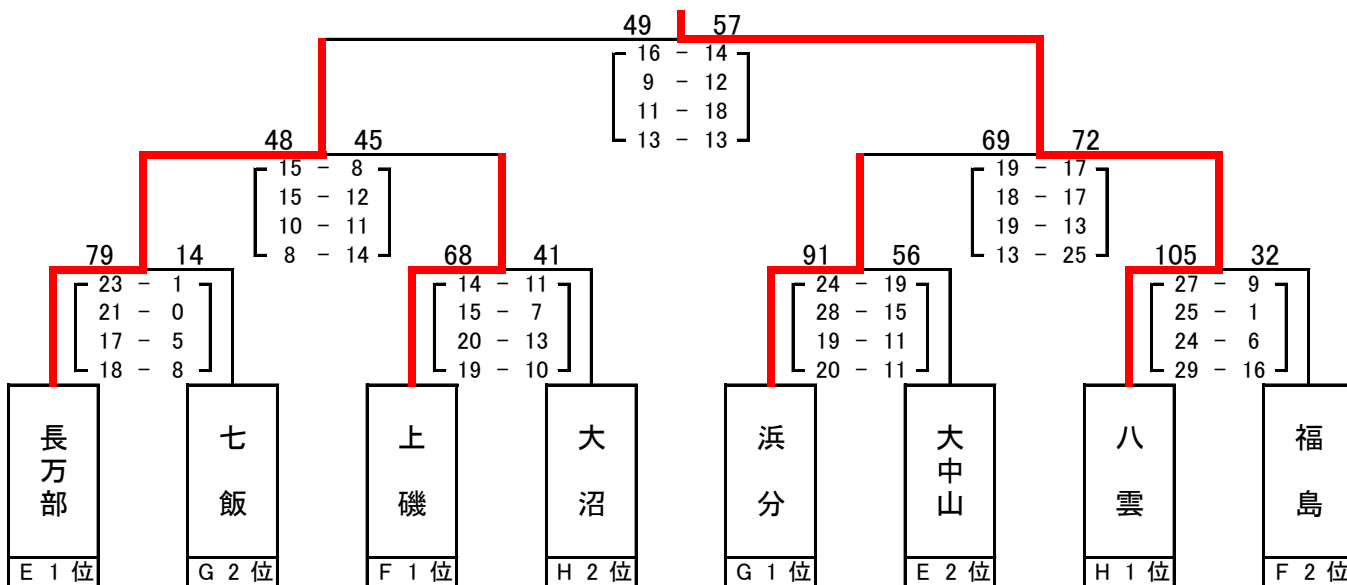 49 57
16 － 14
9 － 12
11 － 18
13 － 13
48 45
15 － 8
15 － 12
10 － 11
8 － 14
69 72
19 － 17
18 － 17
19 － 13
13 － 25
79 14
23 － 1
21 － 0
17 － 5
18 － 8
68 41
14 － 11
15 － 7
20 － 13
19 － 10
91 56
24 － 19
28 － 15
19 － 11
20 － 11
105 32
27 － 9
25 － 1
24 － 6
29 － 16
長万部
七飯
上磯
大沼
浜分
大中山
八雲
福島
E 1 位
G 2 位
F 1 位
H 2 位
G 1 位
E 2 位
H 1 位
F 2 位